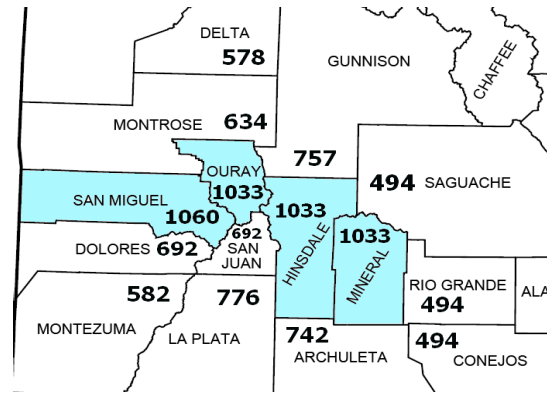 DELTA
578
GUNNISON
CHAFFEE
MONTROSE 634
757
OURAY
1033
494 SAGUACHE
SAN MIGUEL
1060
1033
HINSDALE
1033
MINERAL
DOLORES 692
692
SAN
JUAN
RIO GRANDE
494
ALA
582
776
MONTEZUMA
LA PLATA
742
ARCHULETA
494
CONEJOS